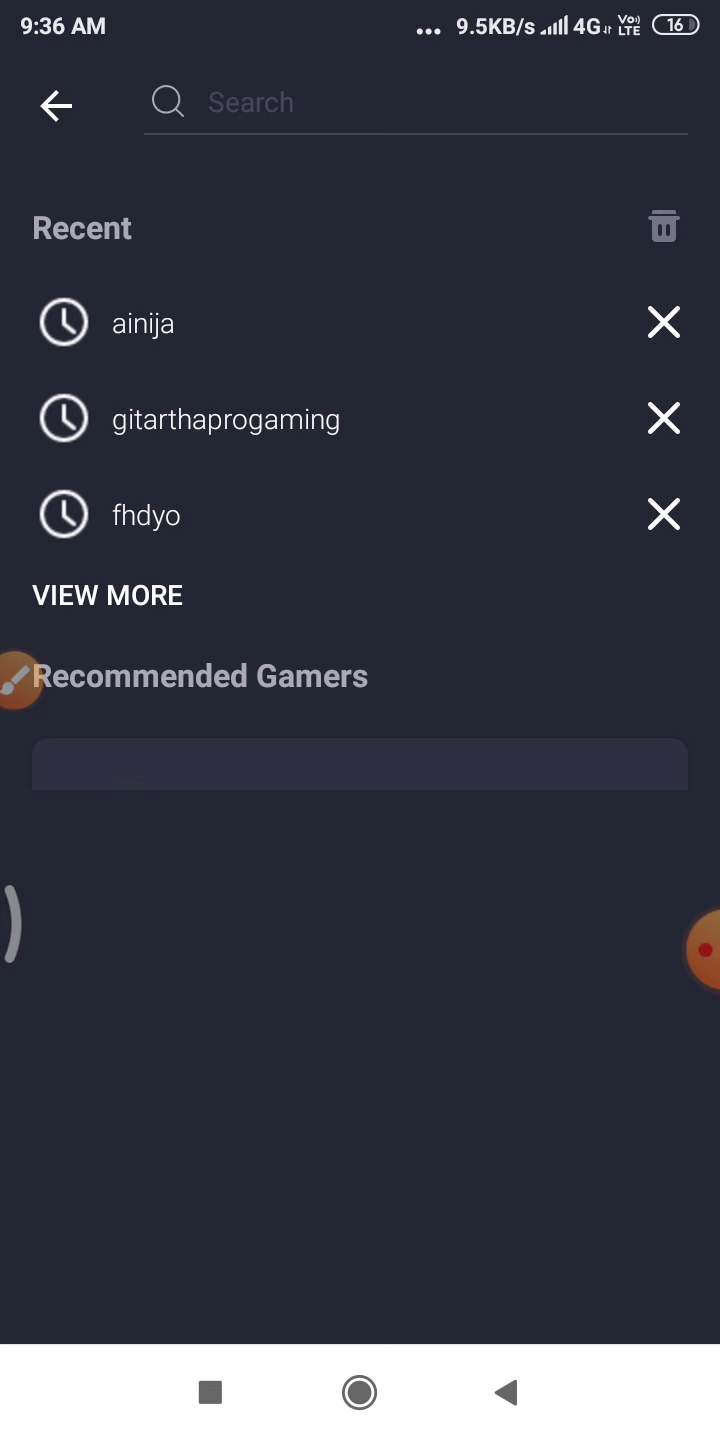 9:36 AM
... 9.5KB/s 4G Vo) LTE 16
Search
Recent
ainija
gitarthaprogaming
fhdyo
VIEW MORE
Recommended Gamers